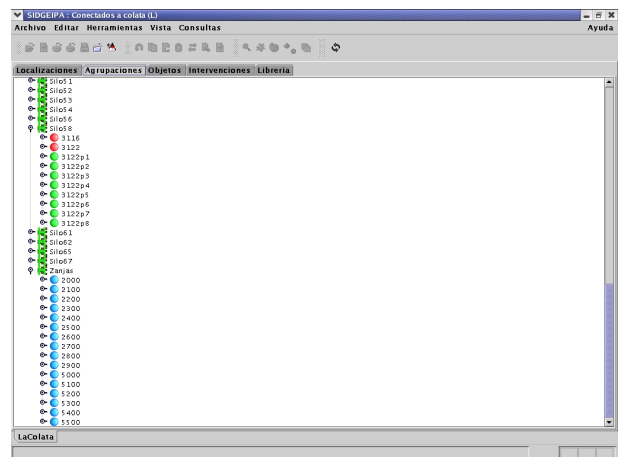 SIDGEIPA : Conectados a colata (L)
Archivo Editar Herramientas Vista Consultas Ayuda
Localizaciones Agrupaciones Objetos Intervenciones Libreria
Silo51
Silo52
Silo53
Silo54
Silo56
Silo58
3116
3122
3122p1
3122p2
3122p3
3122p4
3122p5
3122p6
3122p7
3122p8
Silo61
Silo62
Silo65
Silo67
Zanjas
2000
2100
2200
2300
2400
2500
2600
2700
2800
2900
5000
5100
5200
5300
5400
5500
LaColata